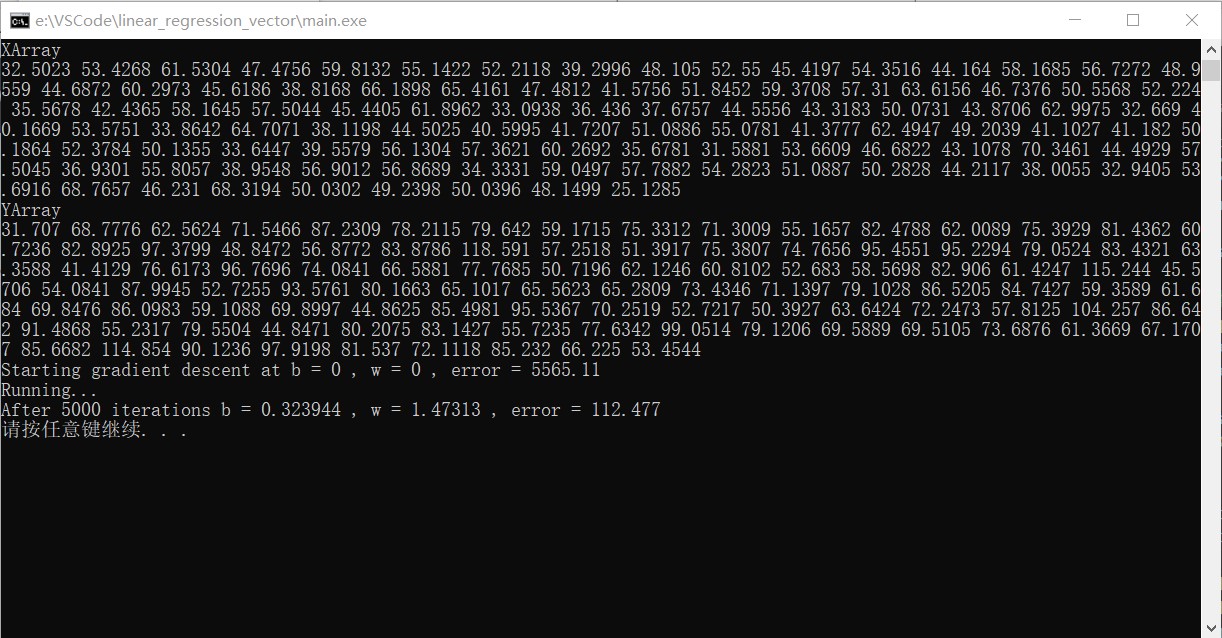 e:\VSCode\linear_regression_vector\main.exe
XArray
32.5023 53.4268 61.5304 47.4756 59.8132 55.1422 52.2118 39.2996 48.105 52.55 45.4197 54.3516 44.164 58.1685 56.7272 48.9
559 44.6872 60.2973 45.6186 38.8168 66.1898 65.4161 47.4812 41.5756 51.8452 59.3708 57.31 63.6156 46.7376 50.5568 52.224
 35.5678 42.4365 58.1645 57.5044 45.4405 61.8962 33.0938 36.436 37.6757 44.5556 43.3183 50.0731 43.8706 62.9975 32.669 4
0.1669 53.5751 33.8642 64.7071 38.1198 44.5025 40.5995 41.7207 51.0886 55.0781 41.3777 62.4947 49.2039 41.1027 41.182 50
.1864 52.3784 50.1355 33.6447 39.5579 56.1304 57.3621 60.2692 35.6781 31.5881 53.6609 46.6822 43.1078 70.3461 44.4929 57
.5045 36.9301 55.8057 38.9548 56.9012 56.8689 34.3331 59.0497 57.7882 54.2823 51.0887 50.2828 44.2117 38.0055 32.9405 53
.6916 68.7657 46.231 68.3194 50.0302 49.2398 50.0396 48.1499 25.1285
YArray
31.707 68.7776 62.5624 71.5466 87.2309 78.2115 79.642 59.1715 75.3312 71.3009 55.1657 82.4788 62.0089 75.3929 81.4362 60
.7236 82.8925 97.3799 48.8472 56.8772 83.8786 118.591 57.2518 51.3917 75.3807 74.7656 95.4551 95.2294 79.0524 83.4321 63
.3588 41.4129 76.6173 96.7696 74.0841 66.5881 77.7685 50.7196 62.1246 60.8102 52.683 58.5698 82.906 61.4247 115.244 45.5
706 54.0841 87.9945 52.7255 93.5761 80.1663 65.1017 65.5623 65.2809 73.4346 71.1397 79.1028 86.5205 84.7427 59.3589 61.6
84 69.8476 86.0983 59.1088 69.8997 44.8625 85.4981 95.5367 70.2519 52.7217 50.3927 63.6424 72.2473 57.8125 104.257 86.64
2 91.4868 55.2317 79.5504 44.8471 80.2075 83.1427 55.7235 77.6342 99.0514 79.1206 69.5889 69.5105 73.6876 61.3669 67.170
7 85.6682 114.854 90.1236 97.9198 81.537 72.1118 85.232 66.225 53.4544
Starting gradient descent at b = 0 , w = 0 , error = 5565.11
Running...
After 5000 iterations b = 0.323944 , w = 1.47313 , error = 112.477
请按任意键继续. . .